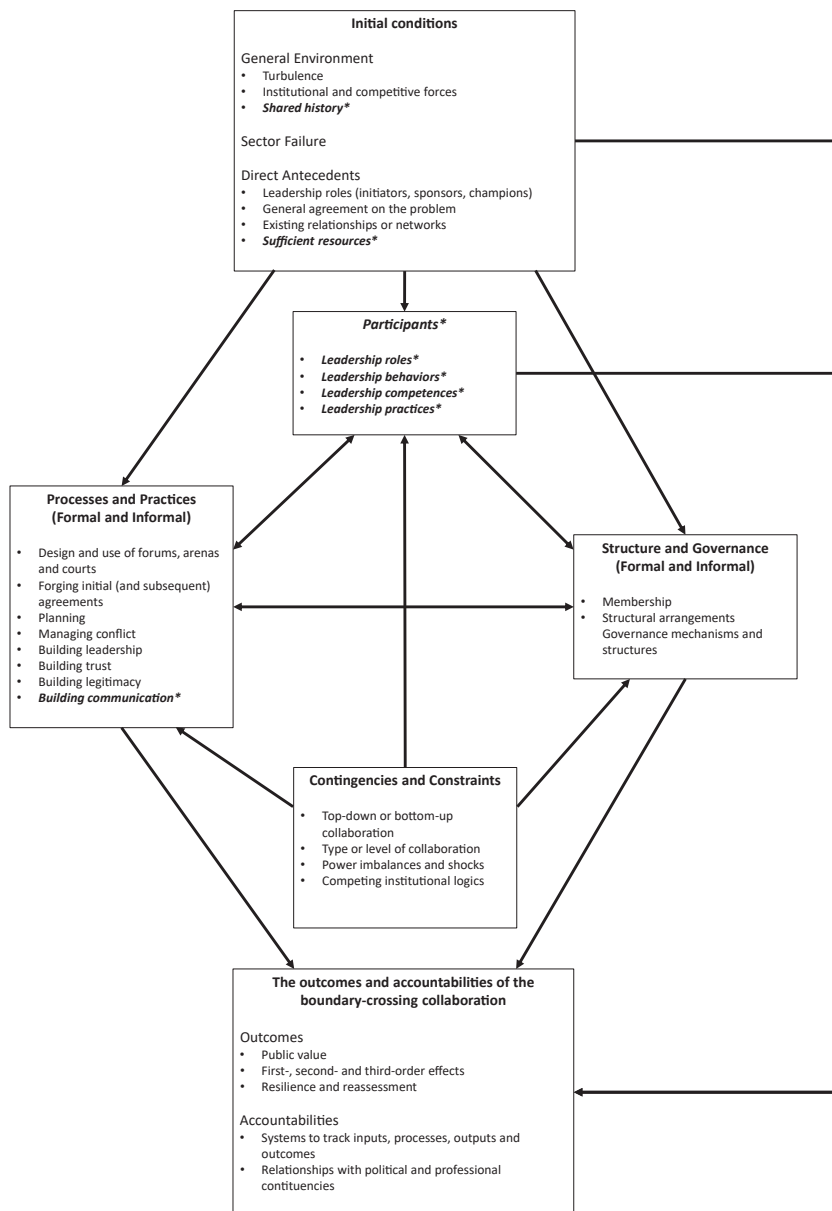 Initial conditions
General Environment
• Turbulence
• Institutional and competitive forces
• Shared history*
Sector Failure
Direct Antecedents
• Leadership roles (initiators, sponsors, champions)
• General agreement on the problem
• Existing relationships or networks
• Sufficient resources*
Participants*
• Leadership roles*
• Leadership behaviors*
• Leadership competences*
• Leadership practices*
Processes and Practices
(Formal and Informal)
• Design and use of forums, arenas
and courts
• Forging initial (and subsequent)
agreements
• Planning
• Managing conflict
• Building leadership
• Building trust
• Building legitimacy
• Building communication*
Structure and Governance
(Formal and Informal)
• Membership
• Structural arrangements
Governance mechanisms and
structures
Contingencies and Constraints
• Top-down or bottom-up
collaboration
• Type or level of collaboration
• Power imbalances and shocks
• Competing institutional logics
The outcomes and accountabilities of the
boundary-crossing collaboration
Outcomes
• Public value
• First-, second- and third-order effects
• Resilience and reassessment
Accountabilities
• Systems to track inputs, processes, outputs and
outcomes
• Relationships with political and professional
contituencies